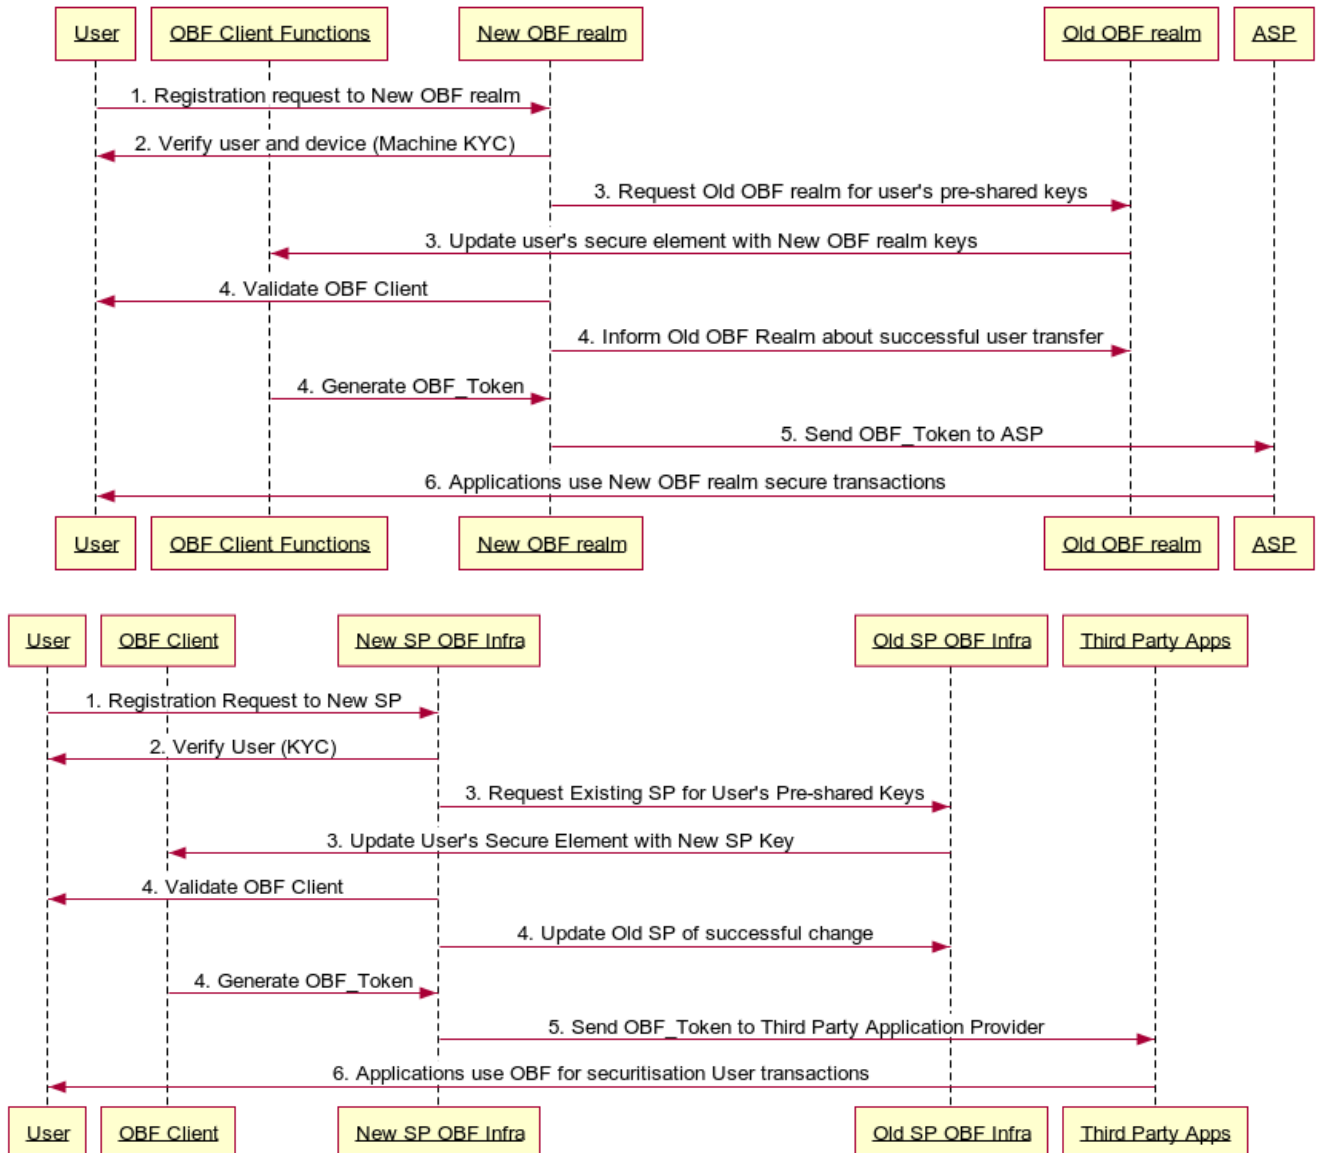 User
OBF Client Functions
New OBF realm
Old OBF realm
ASP
1. Registration request to New OBF realm
2. Verify user and device (Machine KYC)
3. Request Old OBF realm for user's pre-shared keys
3. Update user's secure element with New OBF realm keys
4. Validate OBF Client
4. Inform Old OBF Realm about successful user transfer
4. Generate OBF_Token
5. Send OBF_Token to ASP
6. Applications use New OBF realm secure transactions
User
OBF Client Functions
New OBF realm
Old OBF realm
ASP
User
OBF Client
New SP OBF Infra
Old SP OBF Infra
Third Party Apps
1. Registration Request to New SP
2. Verify User (KYC)
3. Request Existing SP for User's Pre-shared Keys
3. Update User's Secure Element with New SP Key
4. Validate OBF Client
4. Update Old SP of successful change
4. Generate OBF_Token
5. Send OBF_Token to Third Party Application Provider
6. Applications use OBF for securitisation User transactions
User
OBF Client
New SP OBF Infra
Old SP OBF Infra
Third Party Apps